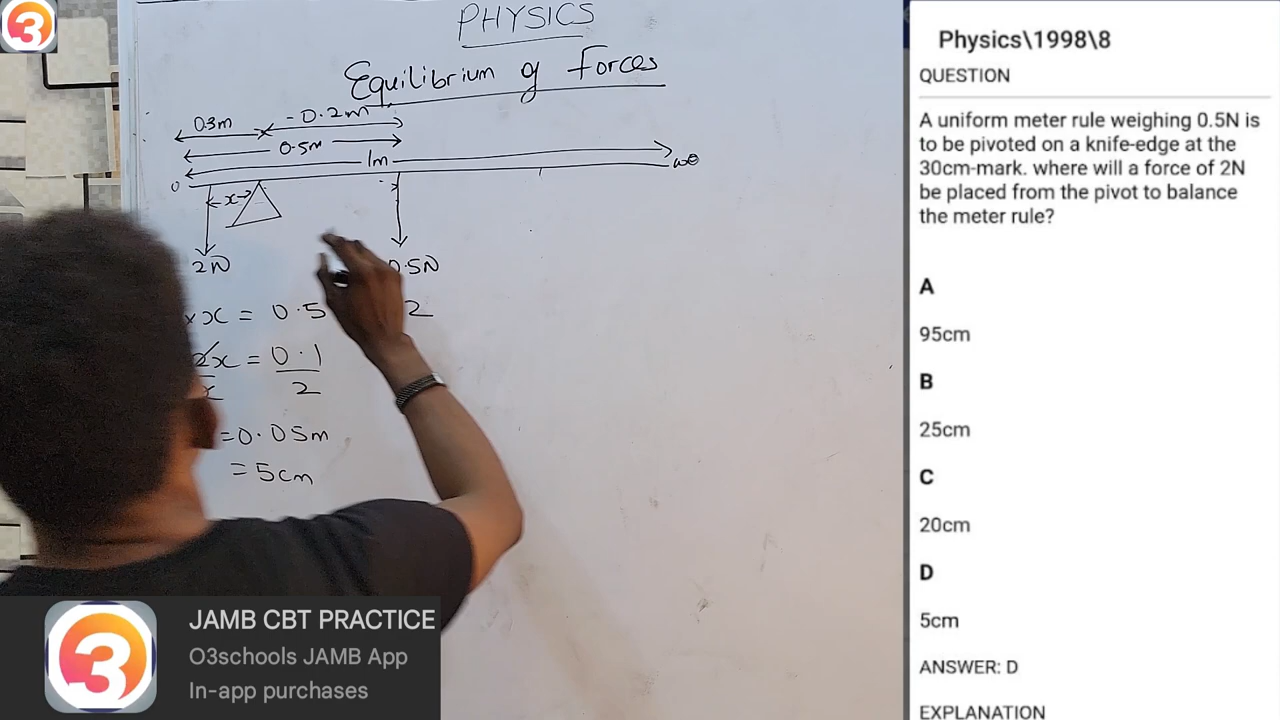 3
PHYSICS
Equilibrium of Forces
0.3m
-0.2m
0.5m
1m
0
x
2N
0.5N
x x = 0.5
2
2x = 0.1
2
= 0.05m
= 5cm
3
JAMB CBT PRACTICE
O3schools JAMB App
In-app purchases
Physics\1998\8
QUESTION
A uniform meter rule weighing 0.5N is
to be pivoted on a knife-edge at the
30cm-mark. where will a force of 2N
be placed from the pivot to balance
the meter rule?
A
95cm
B
25cm
C
20cm
D
5cm
ANSWER: D
EXPLANATION